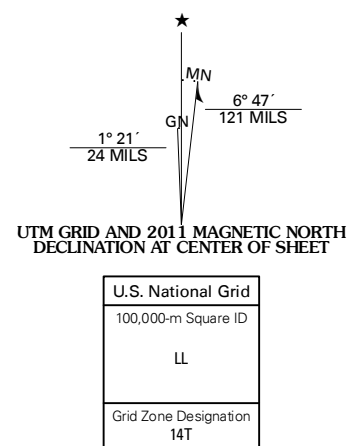 ★
MN
GN
6° 47´
121 MILS
1° 21´
24 MILS
UTM GRID AND 2011 MAGNETIC NORTH
DECLINATION AT CENTER OF SHEET
U.S. National Grid
100,000-m Square ID
LL
Grid Zone Designation
14T